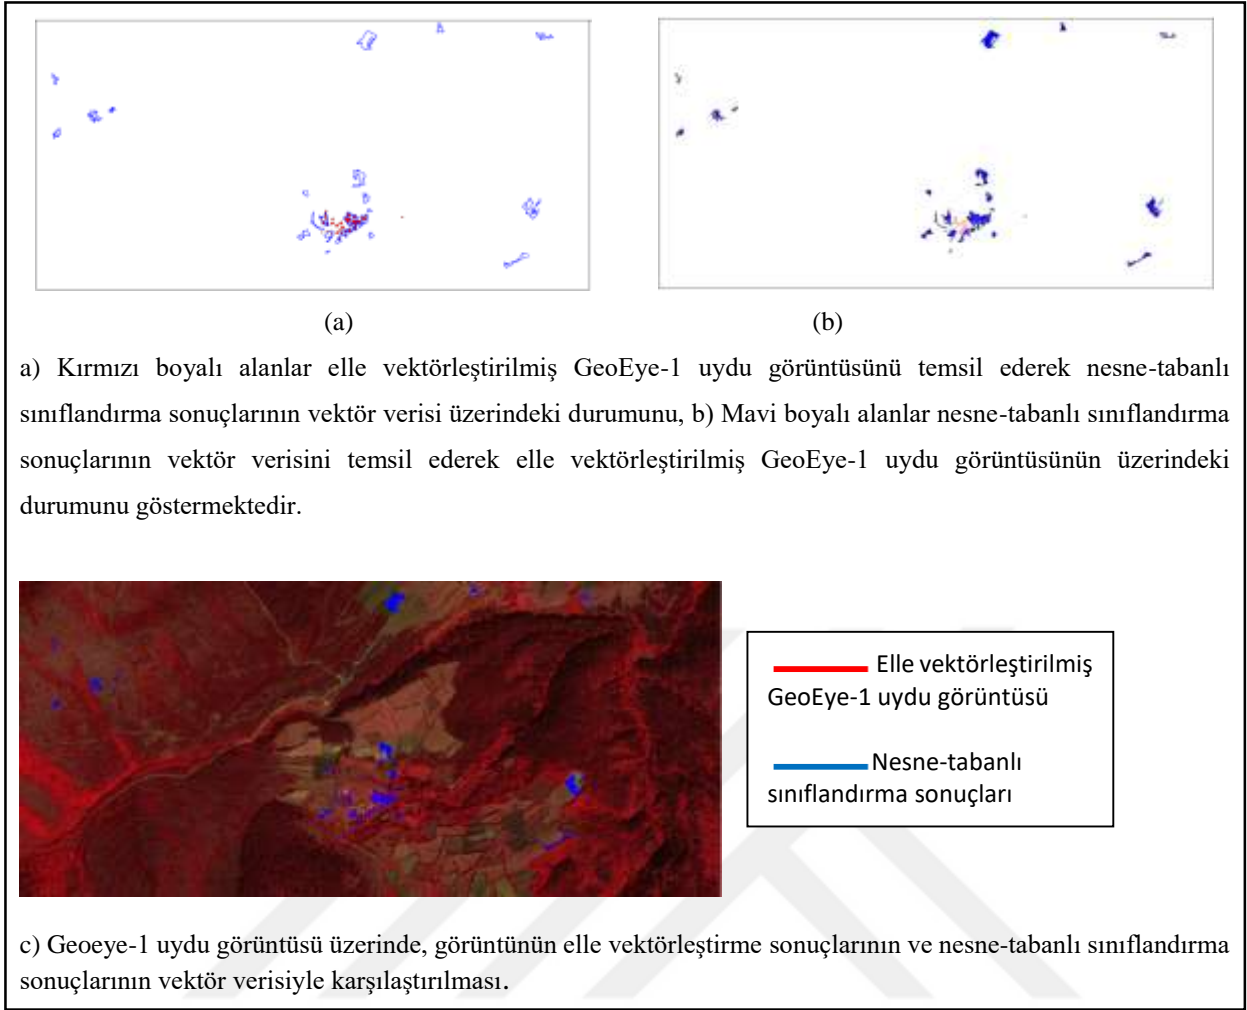 (a)
(b)
a) Kırmızı boyalı alanlar elle vektörleştirilmiş GeoEye-1 uydu görüntüsünü temsil ederek nesne-tabanlı
sınıflandırma sonuçlarının vektör verisi üzerindeki durumunu, b) Mavi boyalı alanlar nesne-tabanlı sınıflandırma
sonuçlarının vektör verisini temsil ederek elle vektörleştirilmiş GeoEye-1 uydu görüntüsünün üzerindeki
durumunu göstermektedir.
Elle vektörleştirilmiş
GeoEye-1 uydu görüntüsü
Nesne-tabanlı
sınıflandırma sonuçları
c) Geoeye-1 uydu görüntüsü üzerinde, görüntünün elle vektörleştirme sonuçlarının ve nesne-tabanlı sınıflandırma
sonuçlarının vektör verisiyle karşılaştırılması.